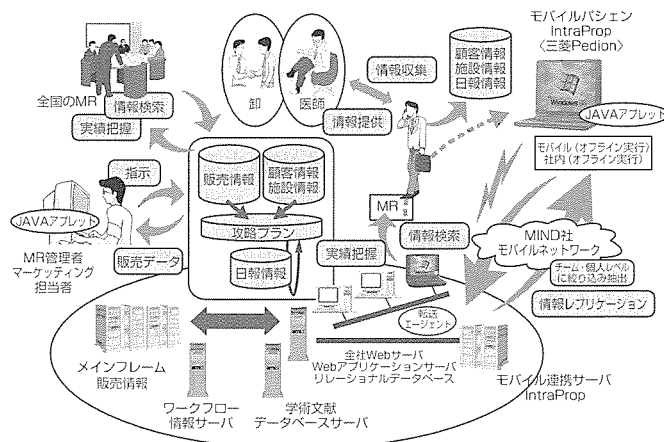 モバイルパシェン
IntraProp
〈三菱Pedion〉
顧客情報
施設情報
日報情報
Windows
JAVAアプレット
モバイル(オフライン実行)
社内(オフライン実行)
全国のMR
情報検索
実績把握
卸
医師
情報収集
情報提供
MR
指示
JAVAアプレット
MR管理者
マーケッティング
担当者
販売データ
販売情報
顧客情報
施設情報
攻略プラン
日報情報
実績把握
情報検索
MIND社
モバイルネットワーク
チーム・個人レベル
に絞り込み抽出
情報レプリケーション
転送
エージェント
メインフレーム
販売情報
ワークフロー
情報サーバ
学術文献
データベースサーバ
全社Webサーバ
Webアプリケーションサーバ
リレーショナルデータベース
モバイル連携サーバ
IntraProp